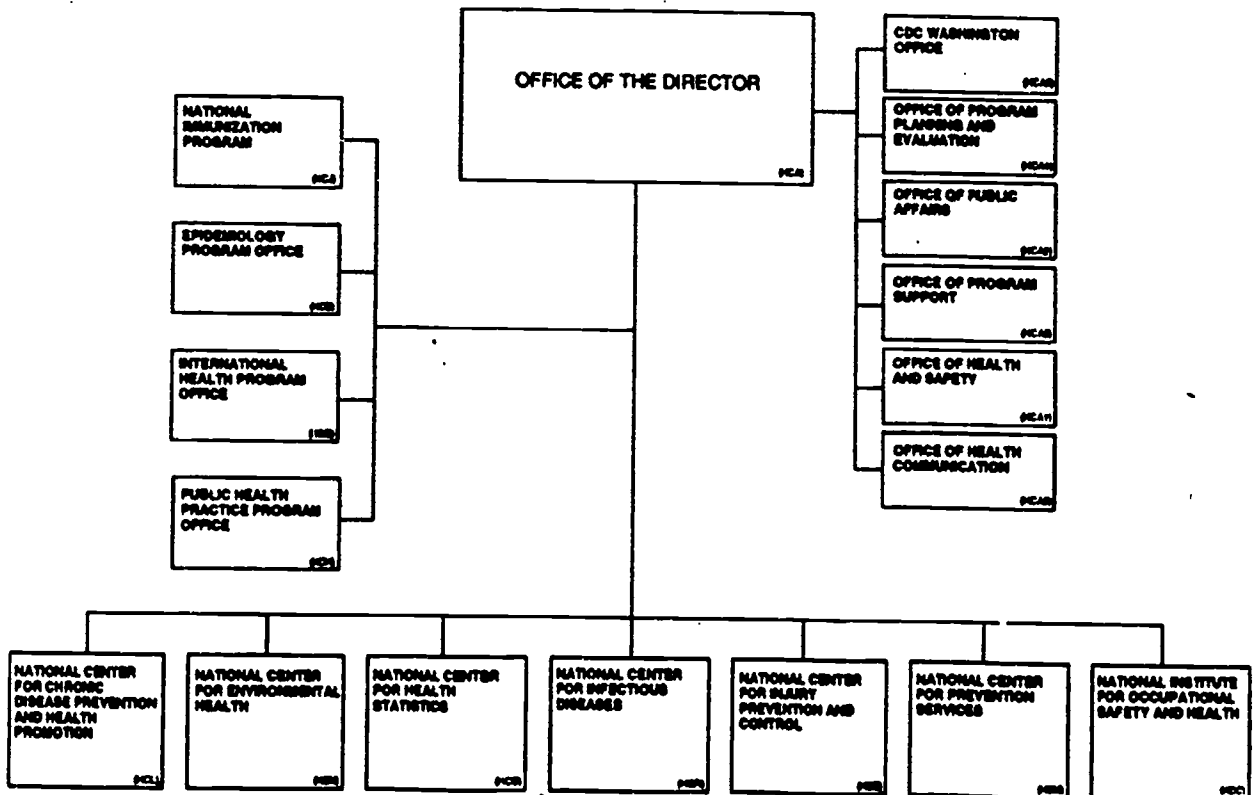 OFFICE OF THE DIRECTOR
(HCA)
CDC WASHINGTON
OFFICE
OFFICE OF PROGRAM
PLANNING AND
EVALUATION
OFFICE OF PUBLIC
AFFAIRS
OFFICE OF PROGRAM
SUPPORT
OFFICE OF HEALTH
AND SAFETY
OFFICE OF HEALTH
COMMUNICATION
NATIONAL
IMMUNIZATION
PROGRAM
(HCJ)
EPIDEMIOLOGY
PROGRAM OFFICE
INTERNATIONAL
HEALTH PROGRAM
OFFICE
PUBLIC HEALTH
PRACTICE PROGRAM
OFFICE
NATIONAL CENTER
FOR CHRONIC
DISEASE PREVENTION
AND HEALTH
PROMOTION
(HCL)
NATIONAL CENTER
FOR ENVIRONMENTAL
HEALTH
NATIONAL CENTER
FOR HEALTH
STATISTICS
NATIONAL CENTER
FOR INFECTIOUS
DISEASES
NATIONAL CENTER
FOR INJURY
PREVENTION AND
CONTROL
NATIONAL CENTER
FOR PREVENTION
SERVICES
NATIONAL INSTITUTE
FOR OCCUPATIONAL
SAFETY AND HEALTH
(HCC)